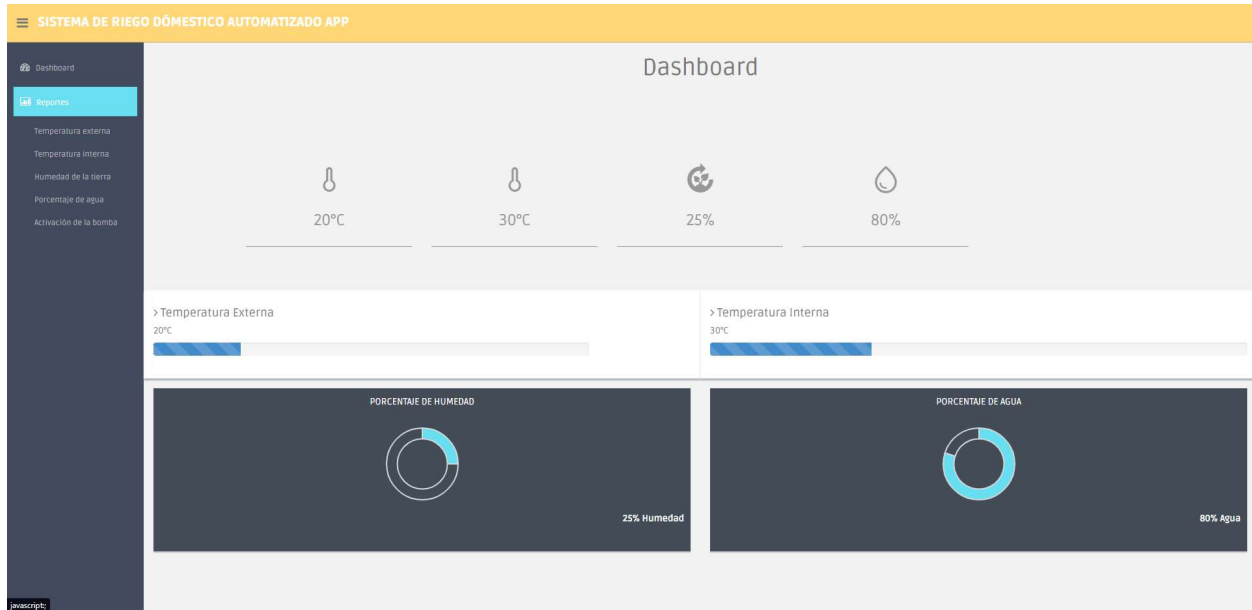 SISTEMA DE RIEGO DÓMESTICO AUTOMATIZADO APP
Dashboard
Reportes
Temperatura externa
Temperatura interna
Humedad de la tierra
Porcentaje de agua
Activación de la bomba
Dashboard
20°C
30°C
25%
80%
> Temperatura Externa
20°C
> Temperatura Interna
30°C
PORCENTAJE DE HUMEDAD
25% Humedad
PORCENTAJE DE AGUA
80% Agua
javascript:;